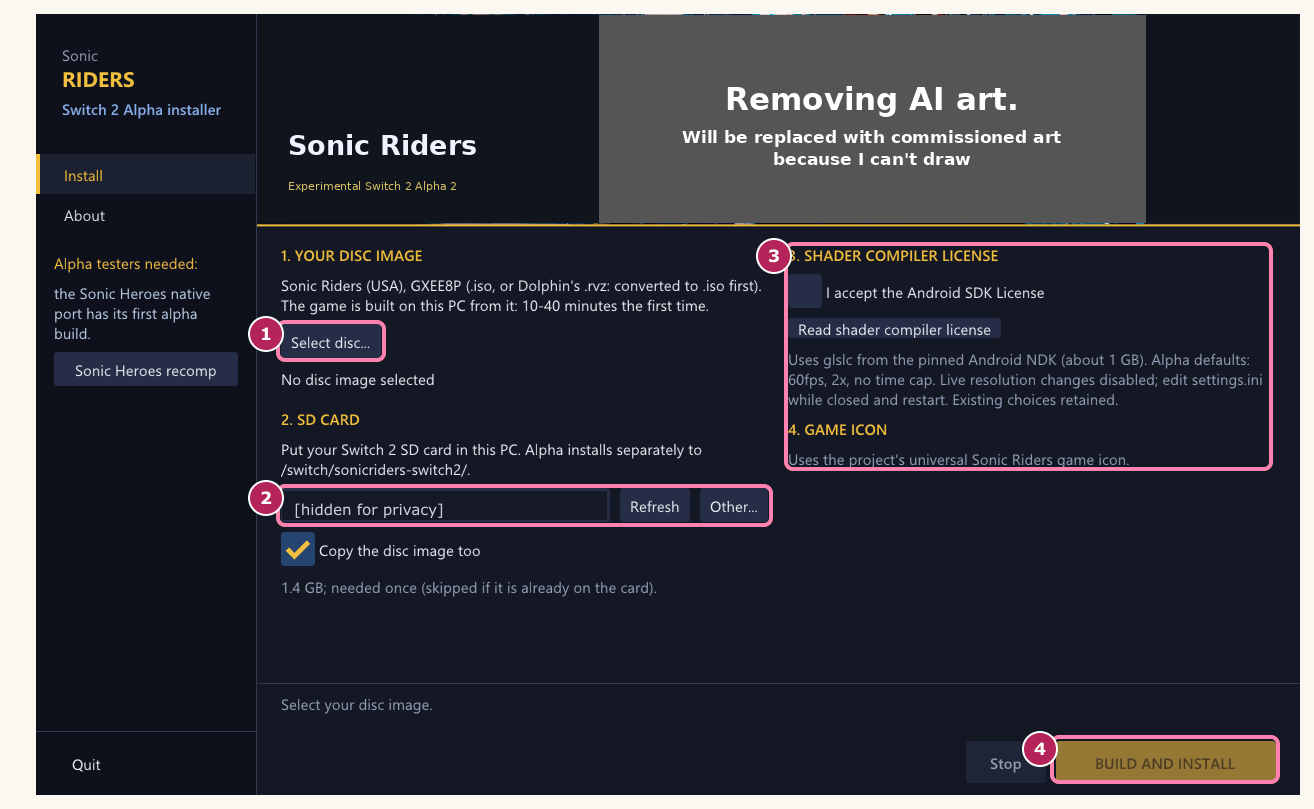 Sonic
RIDERS
Switch 2 Alpha installer
Install
About
Alpha testers needed:
the Sonic Heroes native
port has its first alpha
build.
Sonic Heroes recomp
Quit
Sonic Riders
Experimental Switch 2 Alpha 2
Removing AI art.
Will be replaced with commissioned art
because I can't draw
1. YOUR DISC IMAGE
Sonic Riders (USA), GXEE8P (.iso, or Dolphin's .rvz: converted to .iso first).
The game is built on this PC from it: 10-40 minutes the first time.
1
Select disc...
No disc image selected
2. SD CARD
Put your Switch 2 SD card in this PC. Alpha installs separately to
/switch/sonicriders-switch2/.
2
[hidden for privacy]
Refresh
Other...
Copy the disc image too
1.4 GB; needed once (skipped if it is already on the card).
3
3. SHADER COMPILER LICENSE
I accept the Android SDK License
Read shader compiler license
Uses glslc from the pinned Android NDK (about 1 GB). Alpha defaults:
60fps, 2x, no time cap. Live resolution changes disabled; edit settings.ini
while closed and restart. Existing choices retained.
4. GAME ICON
Uses the project's universal Sonic Riders game icon.
Select your disc image.
Stop
4
BUILD AND INSTALL